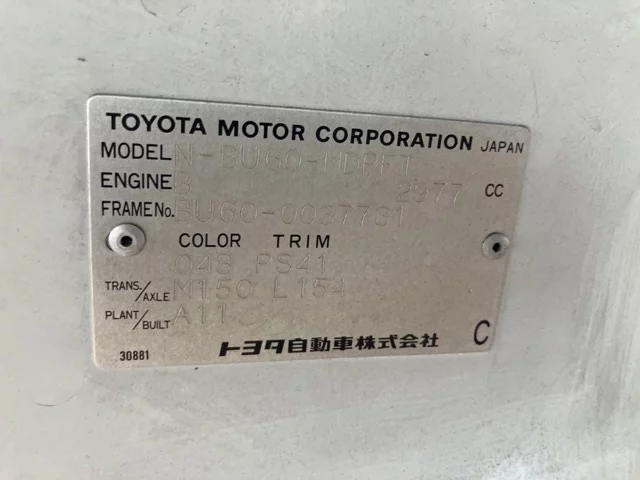 TOYOTA MOTOR CORPORATION JAPAN
MODEL N-BU60-MDPFT
ENGINE B 2977 CC
FRAME No. BU60-0037731
COLOR TRIM
048 PS41
TRANS./AXLE M150 L154
PLANT/BUILT A11
30881 トヨタ自動車株式会社 C